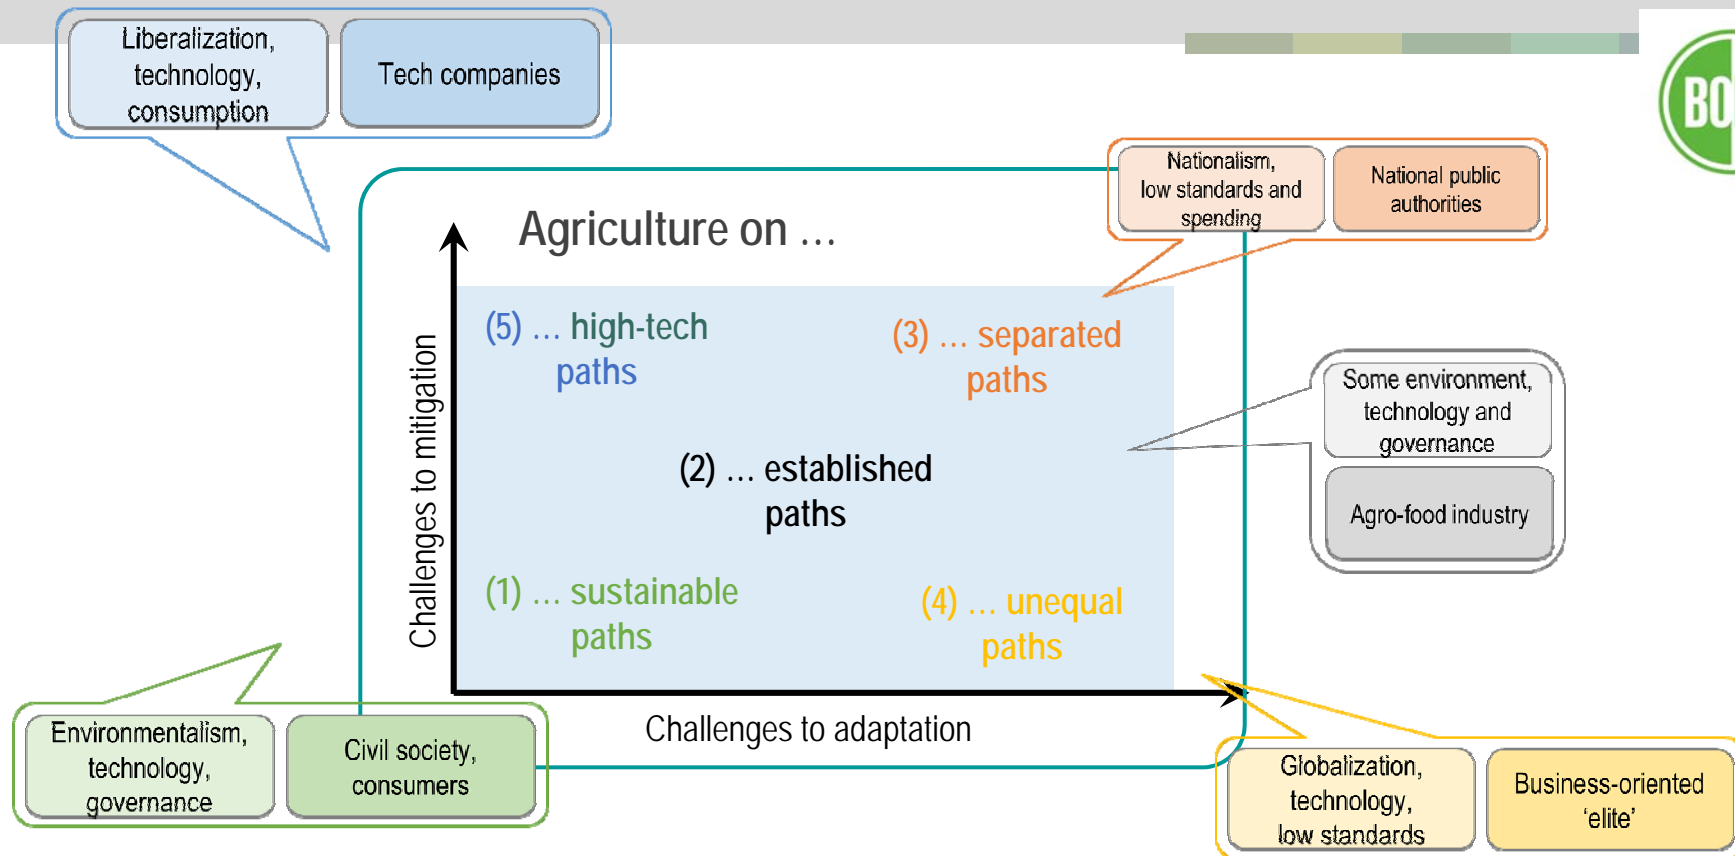 Liberalization,
technology,
consumption
Tech companies
BO
Nationalism,
low standards and
spending
National public
authorities
Agriculture on ...
(5) ... high-tech
paths
(3) ... separated
paths
Some environment,
technology and
governance
Agro-food industry
(2) ... established
paths
(1) ... sustainable
paths
(4) ... unequal
paths
Challenges to mitigation
Challenges to adaptation
Environmentalism,
technology,
governance
Civil society,
consumers
Globalization,
technology,
low standards
Business-oriented
‘elite’